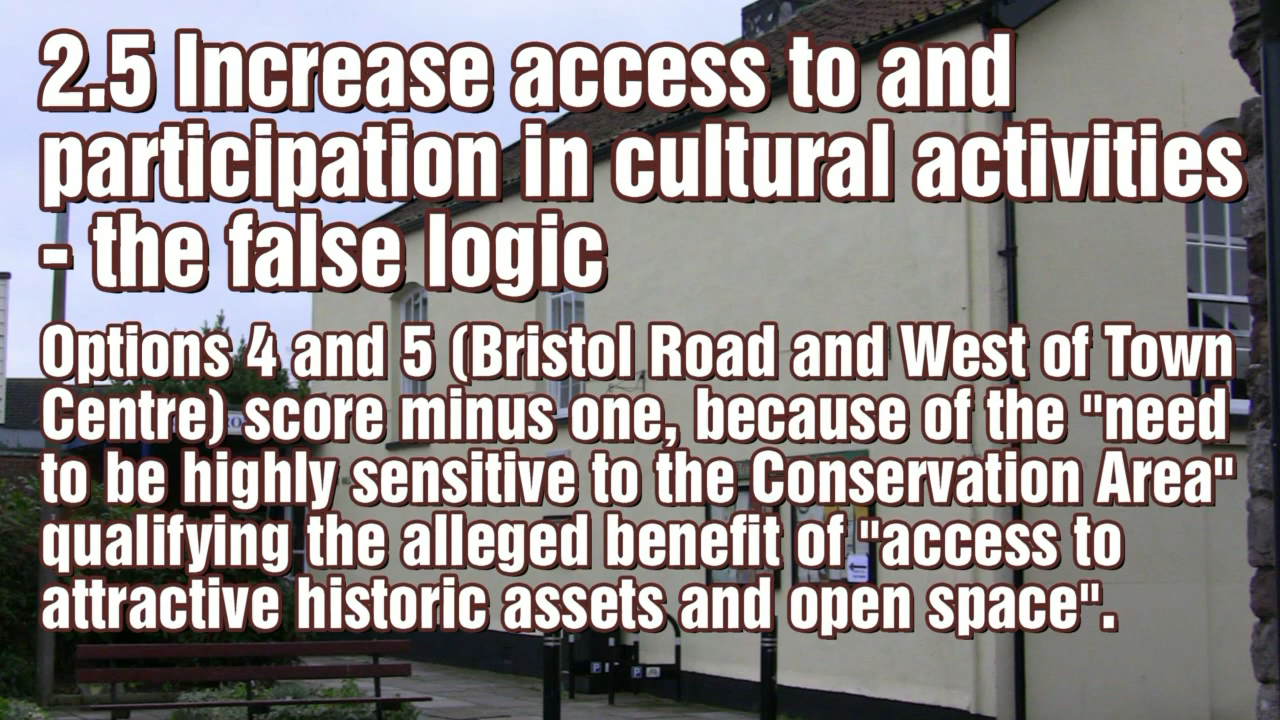 2.5 Increase access to and
participation in cultural activities
- the false logic
Options 4 and 5 (Bristol Road and West of Town
Centre) score minus one, because of the "need
to be highly sensitive to the Conservation Area"
qualifying the alleged benefit of "access to
attractive historic assets and open space".